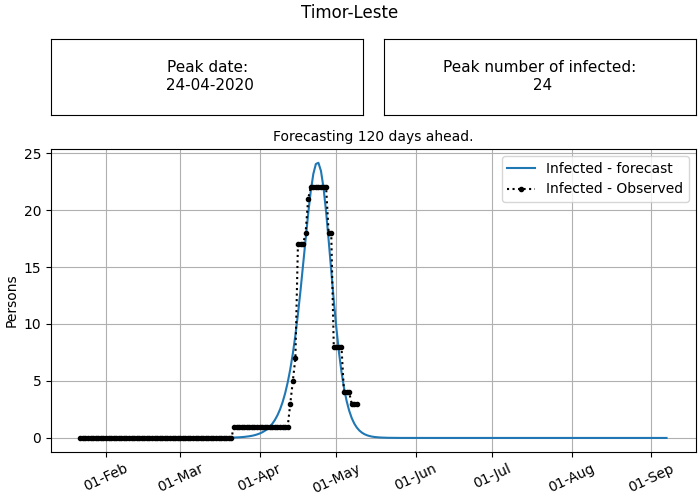 Timor-Leste
Peak date:
24-04-2020
Peak number of infected:
24
Forecasting 120 days ahead.
Infected - forecast
Infected - Observed
Persons
25
20
15
10
5
0
01-Feb
01-Mar
01-Apr
01-May
01-Jun
01-Jul
01-Aug
01-Sep